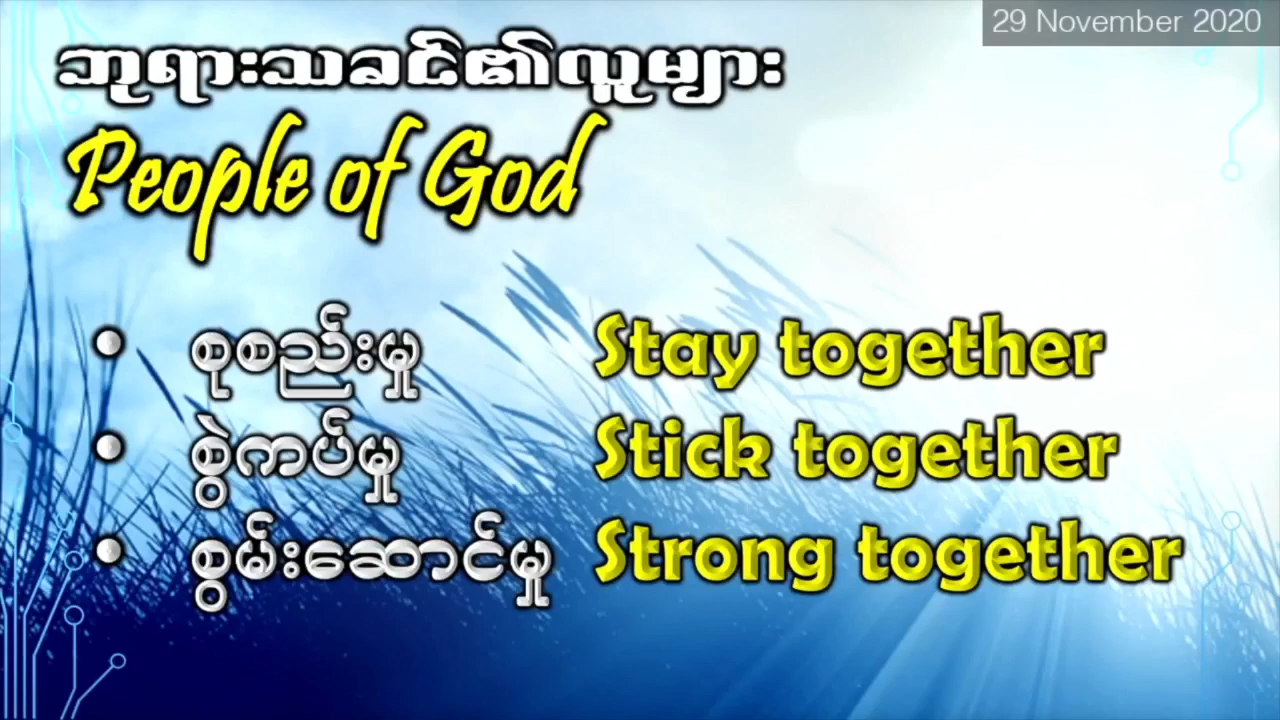 29 November 2020
ဘုရားသခင်၏လူများ
People of God
• စုစည်းမှု Stay together
• စွဲကပ်မှု Stick together
• စွမ်းဆောင်မှု Strong together